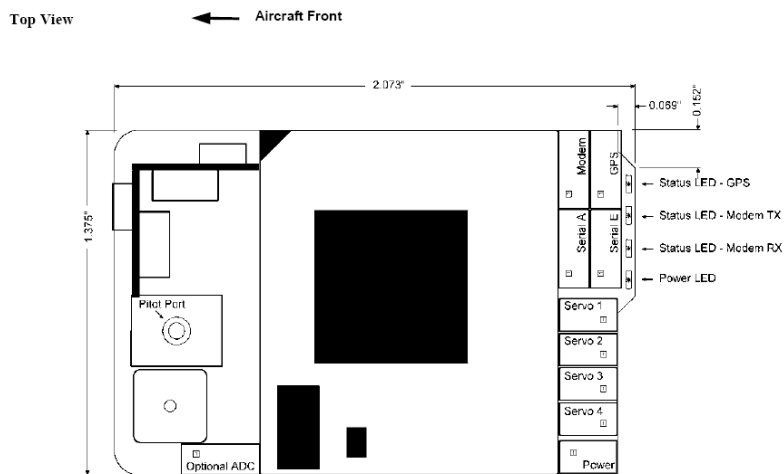 Top View
Aircraft Front
2.073"
0.069"
0.152"
1.375"
Modem
GPS
Serial A
Serial E
Status LED - GPS
Status LED - Modem TX
Status LED - Modem RX
Power LED
Pitot Port
Servo 1
Servo 2
Servo 3
Servo 4
Optional ADC
Power